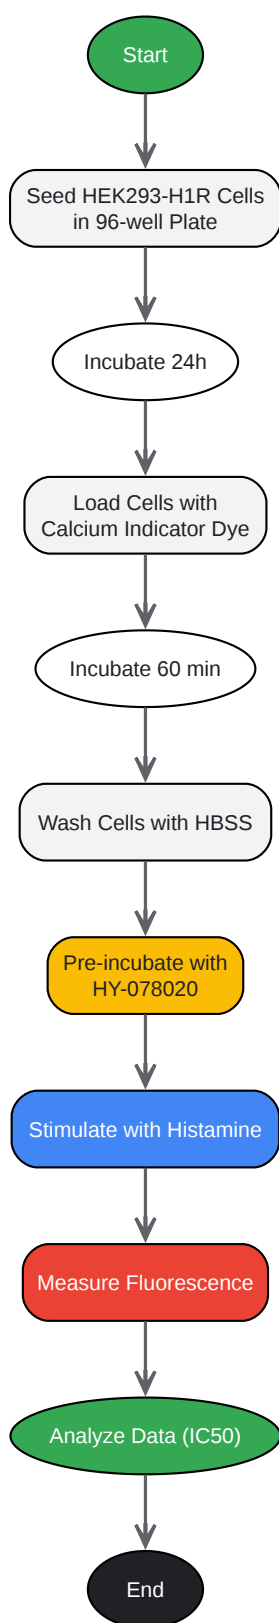 Start
Seed HEK293-H1R Cells
in 96-well Plate
Incubate 24h
Load Cells with
Calcium Indicator Dye
Incubate 60 min
Wash Cells with HBSS
Pre-incubate with
HY-078020
Stimulate with Histamine
Measure Fluorescence
Analyze Data (IC50)
End